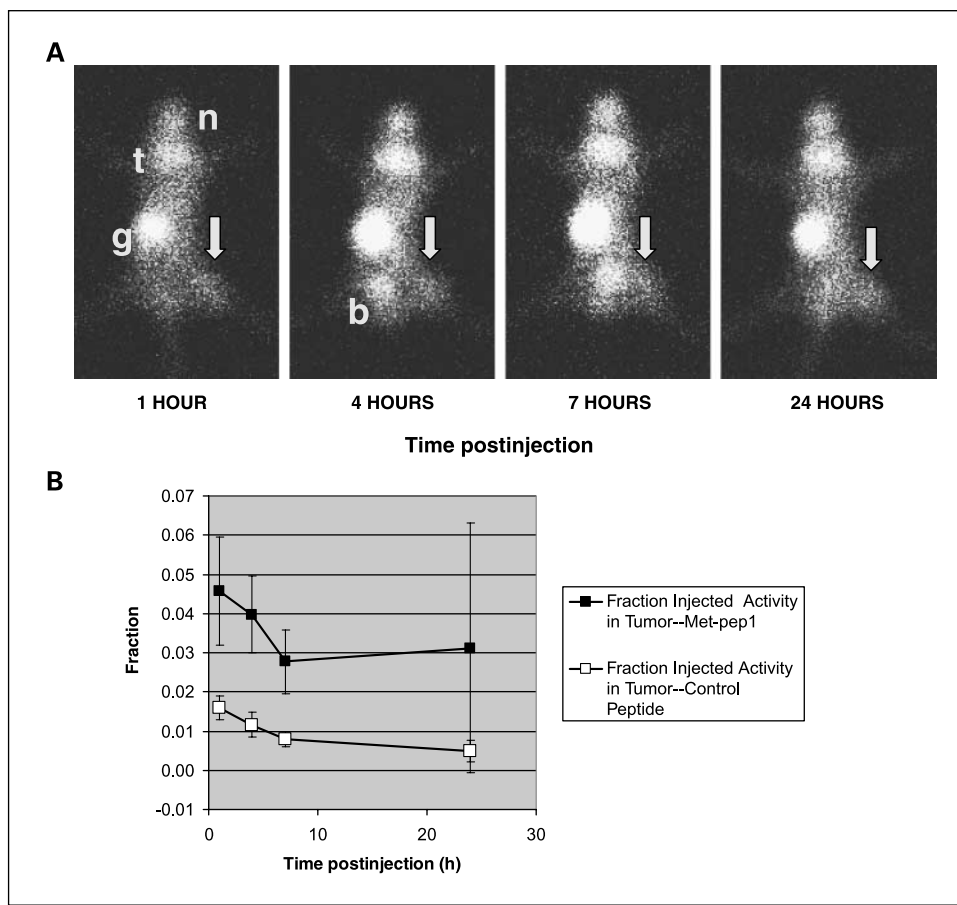 A
n
t
g
b
1 HOUR
4 HOURS
7 HOURS
24 HOURS
Time postinjection
B
0.07
0.06
0.05
0.04
0.03
0.02
0.01
0.00
-0.01
Fraction
0
10
20
30
Time postinjection (h)
Fraction Injected Activity
in Tumor--Met-pep1
Fraction Injected Activity
in Tumor--Control
Peptide